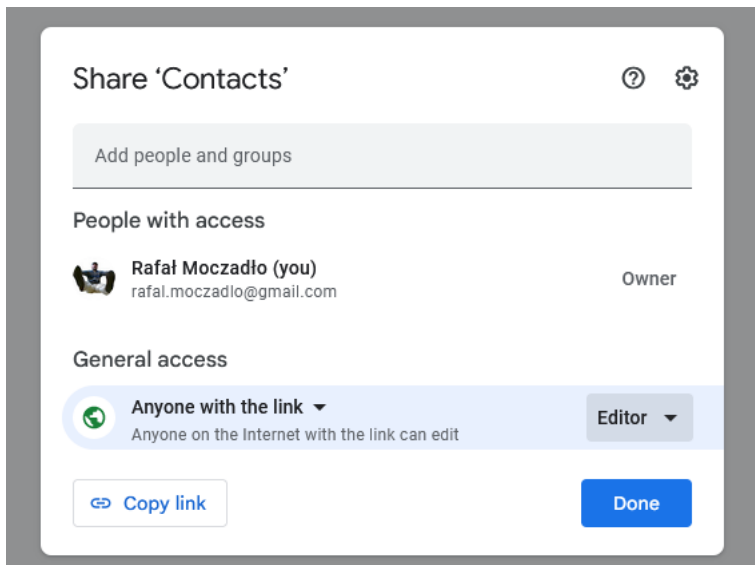 Share ‘Contacts’
Add people and groups
People with access
Rafał Moczadło (you)
rafal.moczadlo@gmail.com
Owner
General access
Anyone with the link
Anyone on the Internet with the link can edit
Editor
Copy link
Done